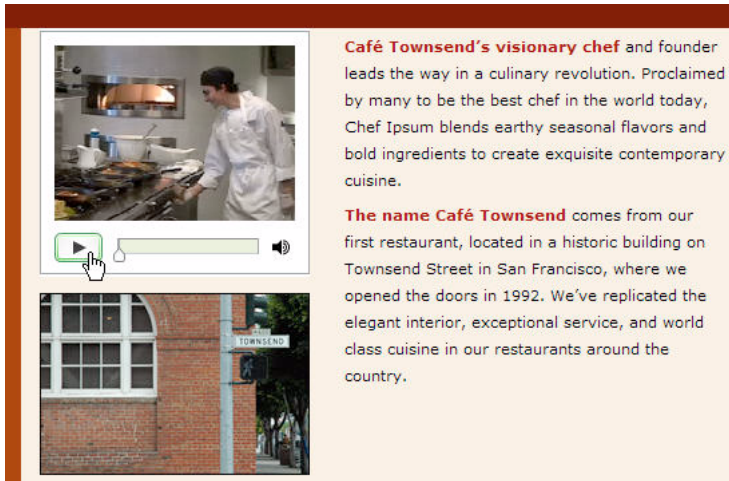 Café Townsend’s visionary chef and founder
leads the way in a culinary revolution. Proclaimed
by many to be the best chef in the world today,
Chef Ipsum blends earthy seasonal flavors and
bold ingredients to create exquisite contemporary
cuisine.
The name Café Townsend comes from our
first restaurant, located in a historic building on
Townsend Street in San Francisco, where we
opened the doors in 1992. We’ve replicated the
elegant interior, exceptional service, and world
class cuisine in our restaurants around the
country.
TOWNSEND